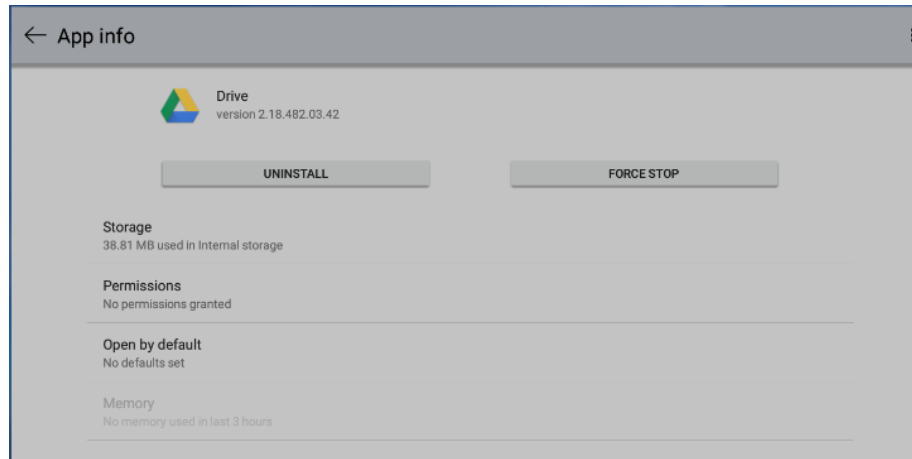 App info
Drive
version 2.18.482.03.42
UNINSTALL
FORCE STOP
Storage
38.81 MB used in Internal storage
Permissions
No permissions granted
Open by default
No defaults set
Memory
No memory used in last 3 hours